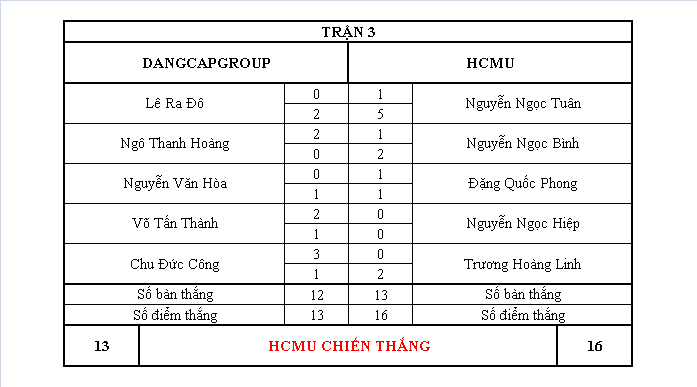 TRẬN 3
DANGCAPGROUP HCMU
Lê Ra Đô 0 1 Nguyễn Ngọc Tuân
2 5
Ngô Thanh Hoàng 2 1 Nguyễn Ngọc Bình
0 2
Nguyễn Văn Hòa 0 1 Đặng Quốc Phong
1 1
Võ Tấn Thành 2 0 Nguyễn Ngọc Hiệp
1 0
Chu Đức Công 3 0 Trương Hoàng Linh
1 2
Số bàn thắng 12 13 Số bàn thắng
Số điểm thắng 13 16 Số điểm thắng
13 HCMU CHIẾN THẮNG 16